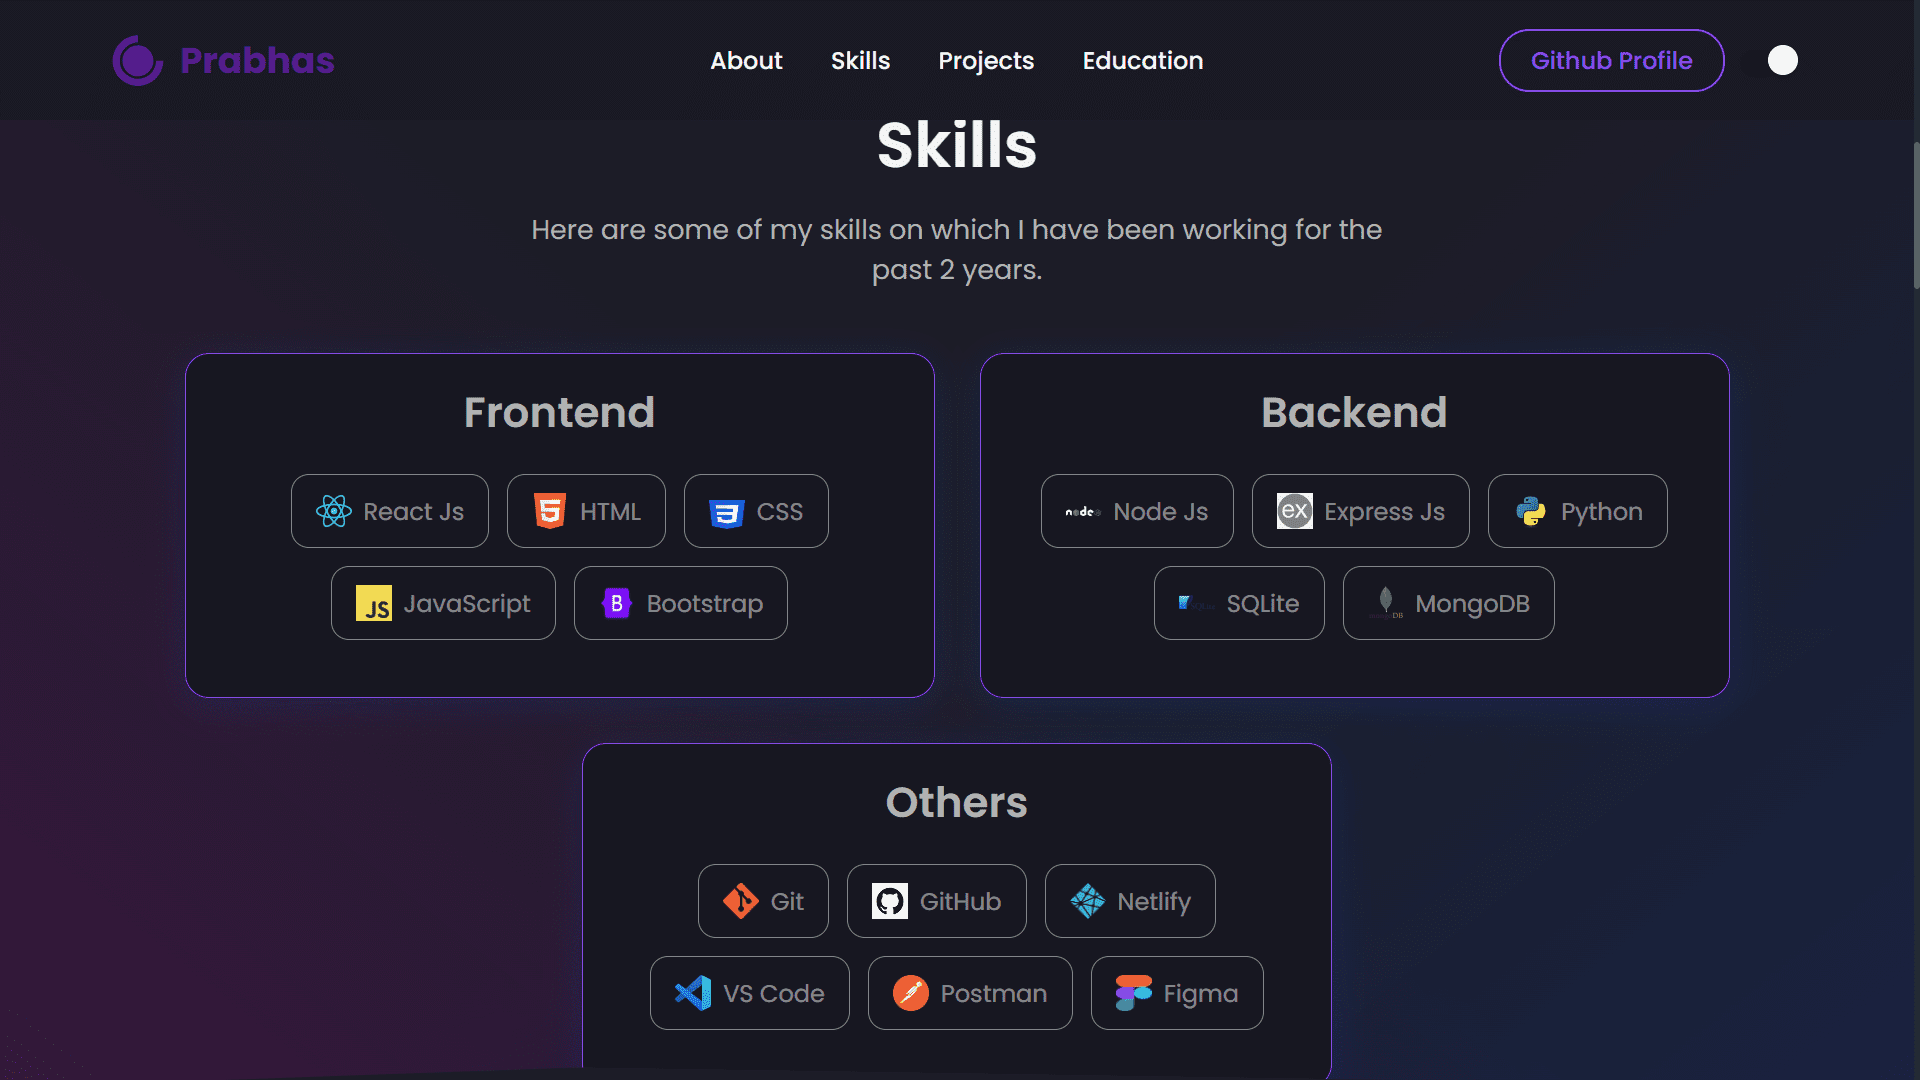 Prabhas
About
Skills
Projects
Education
Github Profile
Skills
Here are some of my skills on which I have been working for the
past 2 years.
Frontend
React Js
HTML
CSS
JS
JavaScript
B
Bootstrap
Backend
node
Node Js
ex
Express Js
Python
SQLite
DB
MongoDB
Others
Git
GitHub
Netlify
VS Code
Postman
Figma